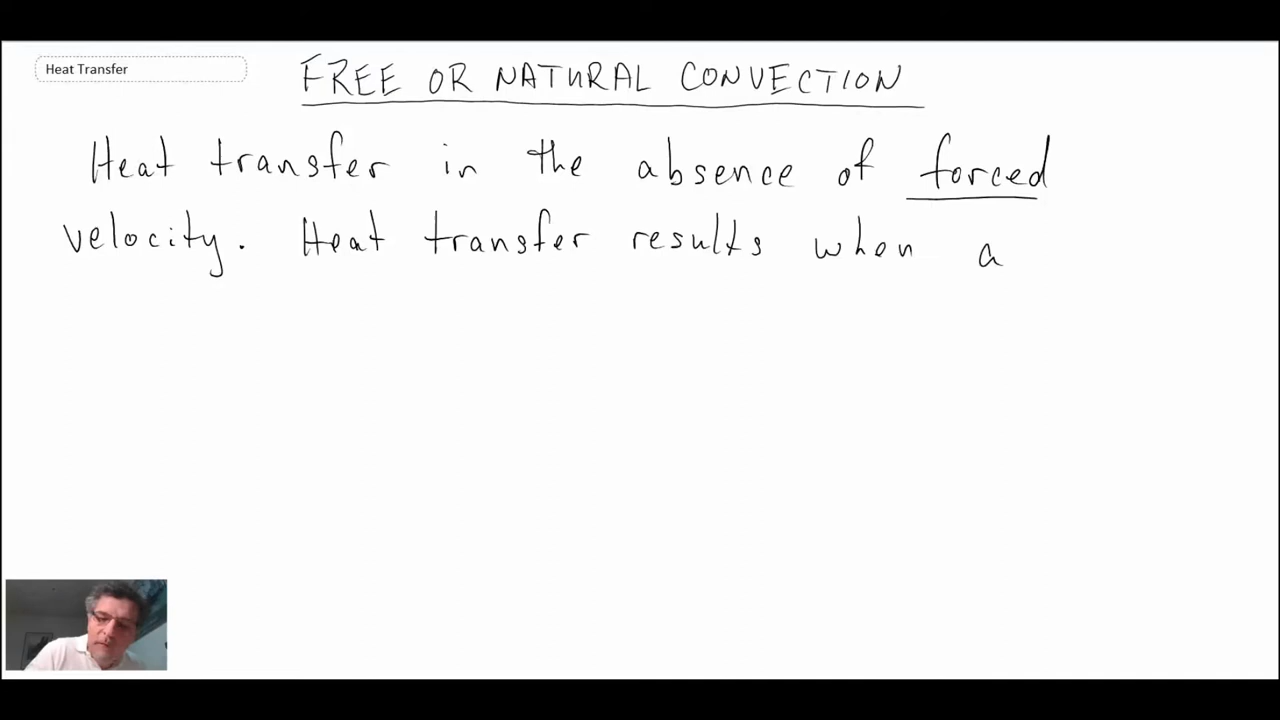 Heat Transfer
FREE OR NATURAL CONVECTION
Heat transfer in the absence of forced
velocity. Heat transfer results when a